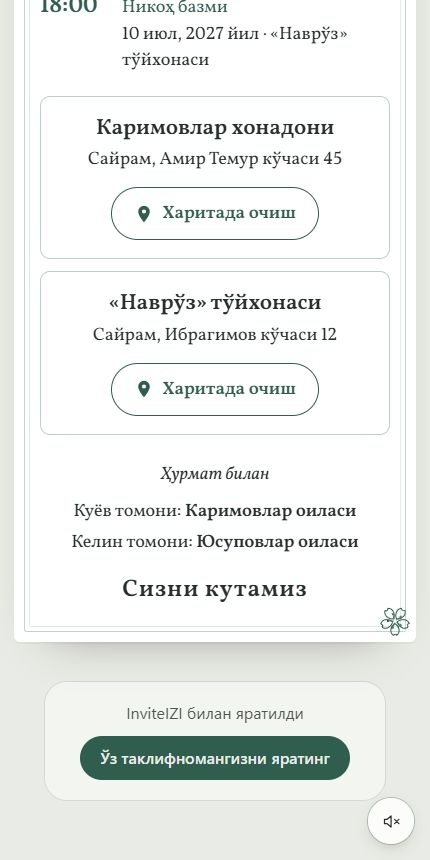 18:00 Никоҳ базми
10 июл, 2027 йил · «Наврўз»
тўйхонаси
Каримовлар хонадони
Сайрам, Амир Темур кўчаси 45
Харитада очиш
«Наврўз» тўйхонаси
Сайрам, Ибрагимов кўчаси 12
Харитада очиш
Ҳурмат билан
Куёв томони: Каримовлар оиласи
Келин томони: Юсуповлар оиласи
Сизни кутамиз
InviteIZI билан яратилди
Ўз таклифномангизни яратинг